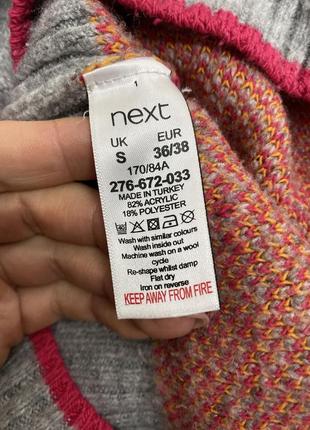 1
next
UK EUR
S 36/38
170/84A
276-672-033
MADE IN TURKEY
82% ACRYLIC
18% POLYESTER
Wash with similar colours
Wash inside out
Machine wash on a wool
cycle
Re-shape whilst damp
Flat dry
Iron on reverse
KEEP AWAY FROM FIRE